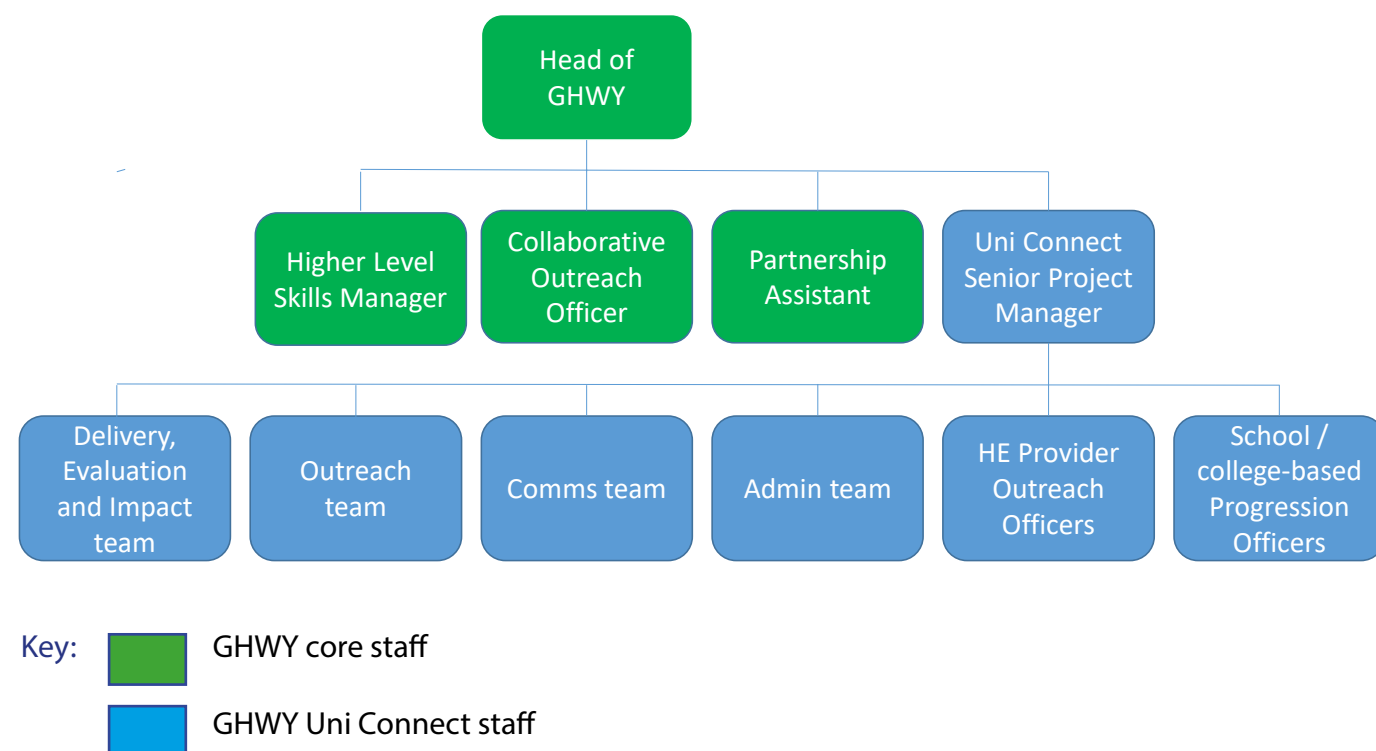 Head of
GHWY
Higher Level
Skills Manager
Collaborative
Outreach
Officer
Partnership
Assistant
Uni Connect
Senior Project
Manager
Delivery,
Evaluation
and Impact
team
Outreach
team
Comms team
Admin team
HE Provider
Outreach
Officers
School /
college-based
Progression
Officers
Key:
GHWY core staff
GHWY Uni Connect staff